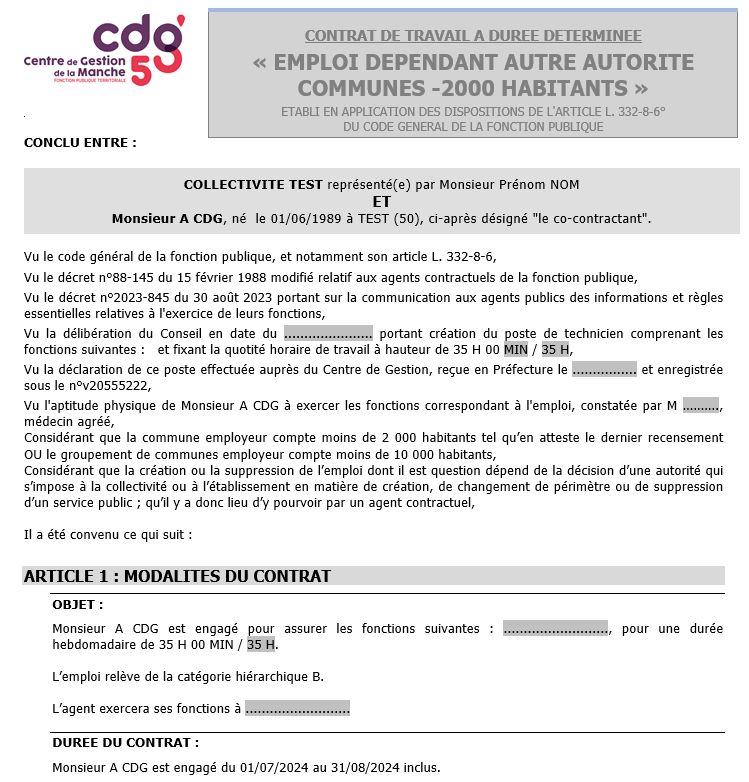 cdg
Centre de Gestion
de la Manche
FONCTION PUBLIQUE TERRITORIALE
50
CONTRAT DE TRAVAIL A DUREE DETERMINEE
« EMPLOI DEPENDANT AUTRE AUTORITE
COMMUNES -2000 HABITANTS »
ETABLI EN APPLICATION DES DISPOSITIONS DE L'ARTICLE L. 332-8-6°
DU CODE GENERAL DE LA FONCTION PUBLIQUE
.
CONCLU ENTRE :
COLLECTIVITE TEST représenté(e) par Monsieur Prénom NOM
ET
Monsieur A CDG, né  le 01/06/1989 à TEST (50), ci-après désigné "le co-contractant".
Vu le code général de la fonction publique, et notamment son article L. 332-8-6,
Vu le décret n°88-145 du 15 février 1988 modifié relatif aux agents contractuels de la fonction publique,
Vu le décret n°2023-845 du 30 août 2023 portant sur la communication aux agents publics des informations et règles
essentielles relatives à l'exercice de leurs fonctions,
Vu la délibération du Conseil en date du ...................... portant création du poste de technicien comprenant les
fonctions suivantes :   et fixant la quotité horaire de travail à hauteur de 35 H 00 MIN / 35 H,
Vu la déclaration de ce poste effectuée auprès du Centre de Gestion, reçue en Préfecture le ................ et enregistrée
sous le n°v20555222,
Vu l'aptitude physique de Monsieur A CDG à exercer les fonctions correspondant à l'emploi, constatée par M .........,
médecin agréé,
Considérant que la commune employeur compte moins de 2 000 habitants tel qu'en atteste le dernier recensement
OU le groupement de communes employeur compte moins de 10 000 habitants,
Considérant que la création ou la suppression de l'emploi dont il est question dépend de la décision d'une autorité qui
s'impose à la collectivité ou à l'établissement en matière de création, de changement de périmètre ou de suppression
d'un service public ; qu'il y a donc lieu d'y pourvoir par un agent contractuel,
Il a été convenu ce qui suit :
ARTICLE 1 : MODALITES DU CONTRAT
OBJET :
Monsieur A CDG est engagé pour assurer les fonctions suivantes : .........................., pour une durée
hebdomadaire de 35 H 00 MIN / 35 H.
L'emploi relève de la catégorie hiérarchique B.
L'agent exercera ses fonctions à ..........................
DUREE DU CONTRAT :
Monsieur A CDG est engagé du 01/07/2024 au 31/08/2024 inclus.